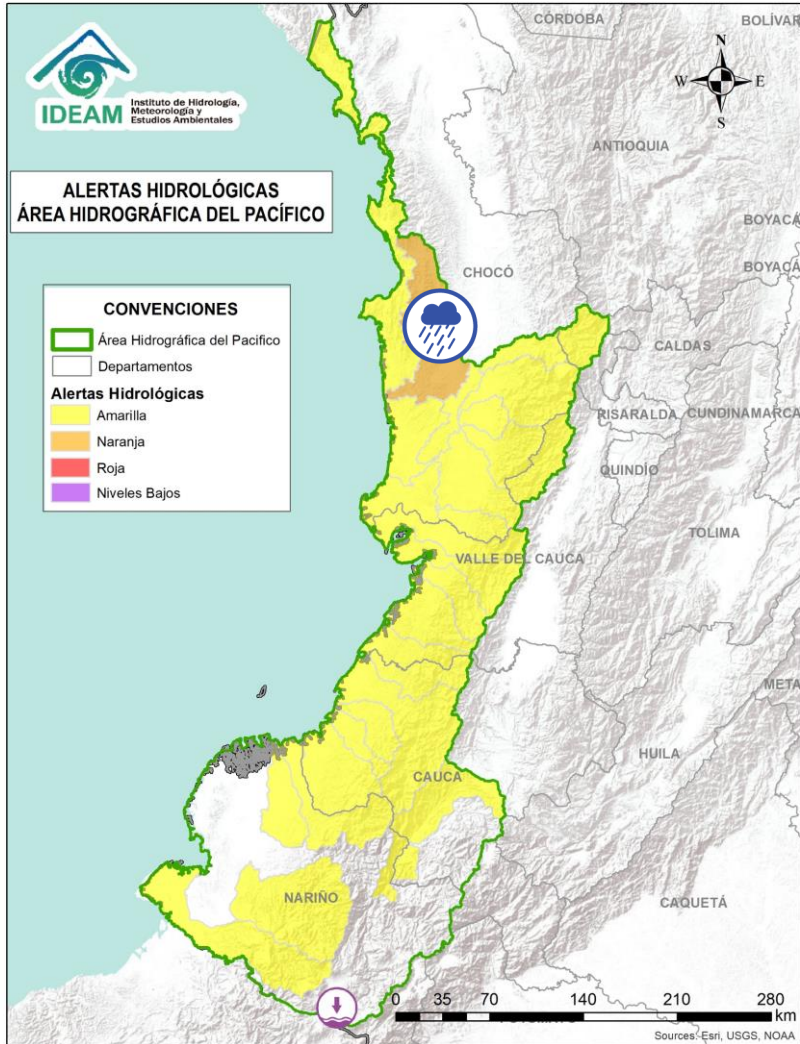 CÓRDOBA
BOLÍVAR
N
W
E
S
IDEAM
Instituto de Hidrología,
Meteorología y
Estudios Ambientales
ANTIOQUIA
ALERTAS HIDROLÓGICAS
ÁREA HIDROGRÁFICA DEL PACÍFICO
BOYACÁ
BOYACÁ
CHOCÓ
CONVENCIONES
Área Hidrográfica del Pacífico
Departamentos
Alertas Hidrológicas
Amarilla
Naranja
Roja
Niveles Bajos
CALDAS
RISARALDA
CUNDINAMARCA
QUINDÍO
TOLIMA
VALLE DEL CAUCA
META
HUILA
CAUCA
NARIÑO
CAQUETÁ
0 35 70 140 210 280
km
Sources: Esri, USGS, NOAA